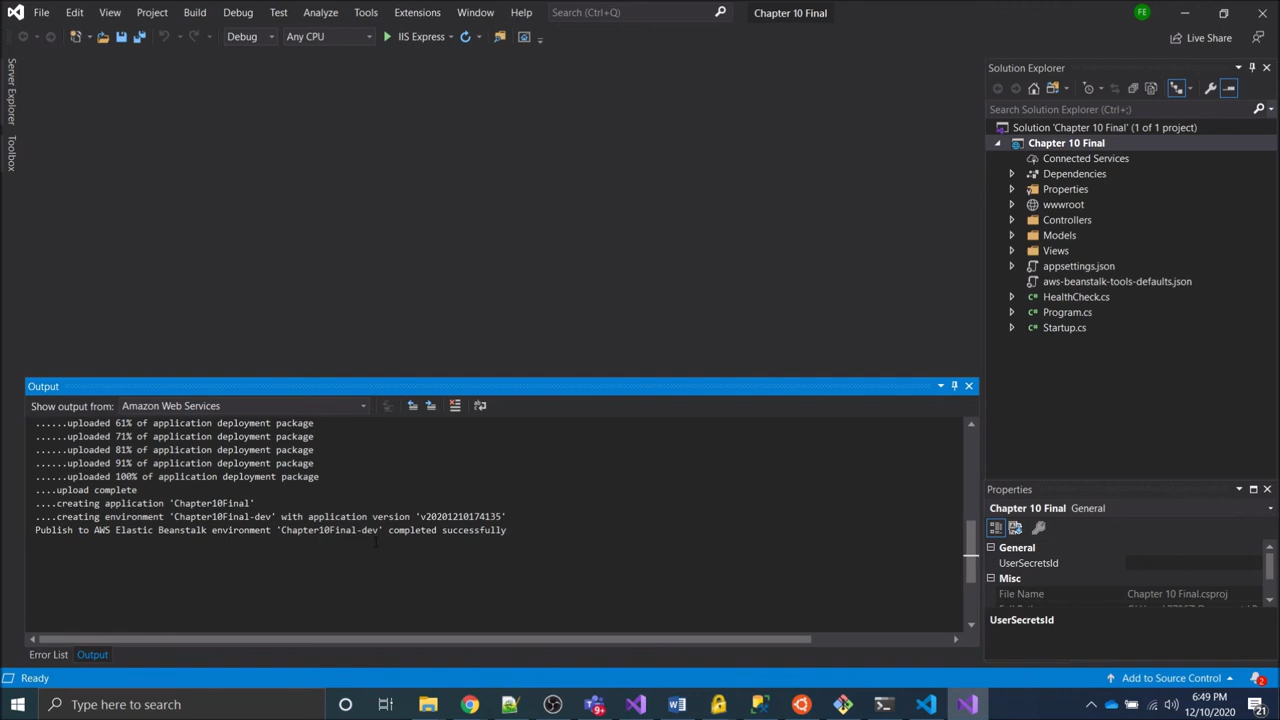 File Edit View Project Build Debug Test Analyze Tools Extensions Window Help Search (Ctrl+Q) Chapter 10 Final FE
Debug Any CPU IIS Express Live Share
Server Explorer
Toolbox
Solution Explorer
Search Solution Explorer (Ctrl+;)
Solution 'Chapter 10 Final' (1 of 1 project)
Chapter 10 Final
Connected Services
Dependencies
Properties
wwwroot
Controllers
Models
Views
appsettings.json
aws-beanstalk-tools-defaults.json
C# HealthCheck.cs
C# Program.cs
C# Startup.cs
Output
Show output from: Amazon Web Services
......uploaded 61% of application deployment package
......uploaded 71% of application deployment package
......uploaded 81% of application deployment package
......uploaded 91% of application deployment package
......uploaded 100% of application deployment package
....upload complete
....creating application 'Chapter10Final'
....creating environment 'Chapter10Final-dev' with application version 'v20201210174135'
Publish to AWS Elastic Beanstalk environment 'Chapter10Final-dev' completed successfully
Error List Output
Properties
Chapter 10 Final General
General
UserSecretsId
Misc
File Name Chapter 10 Final.csproj
UserSecretsId
Ready Add to Source Control 2
Type here to search
9+
6:49 PM
12/10/2020
21